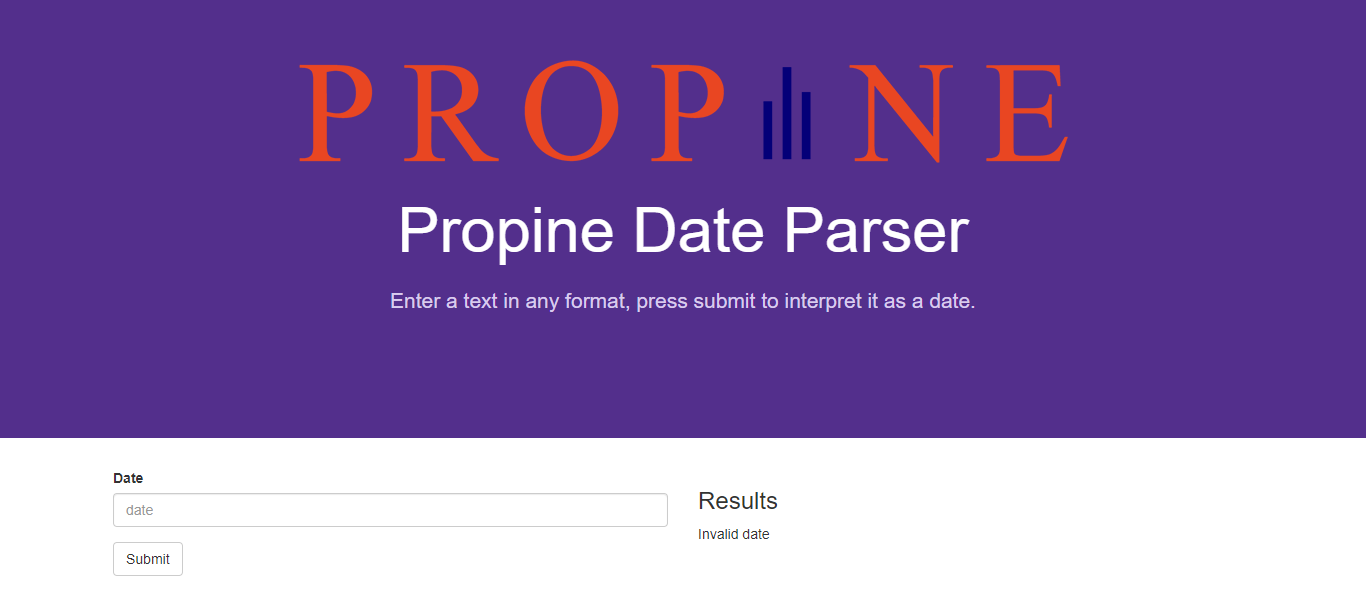 PROPINE
Propine Date Parser
Enter a text in any format, press submit to interpret it as a date.
Date
date
Submit
Results
Invalid date